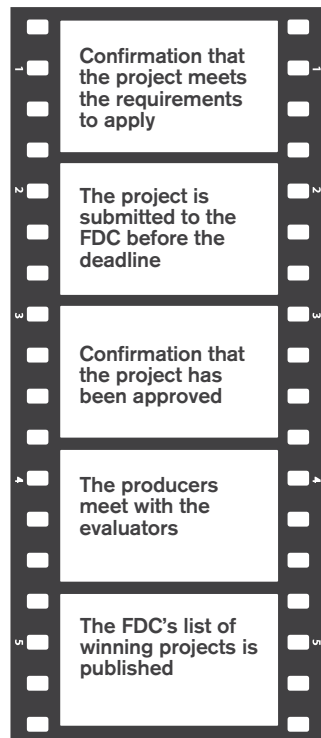 1
Confirmation that
the project meets
the requirements
to apply
1
2
The project is
submitted to the
FDC before the
deadline
2
3
Confirmation that
the project has
been approved
3
4
The producers
meet with the
evaluators
4
5
The FDC’s list of
winning projects is
published
5